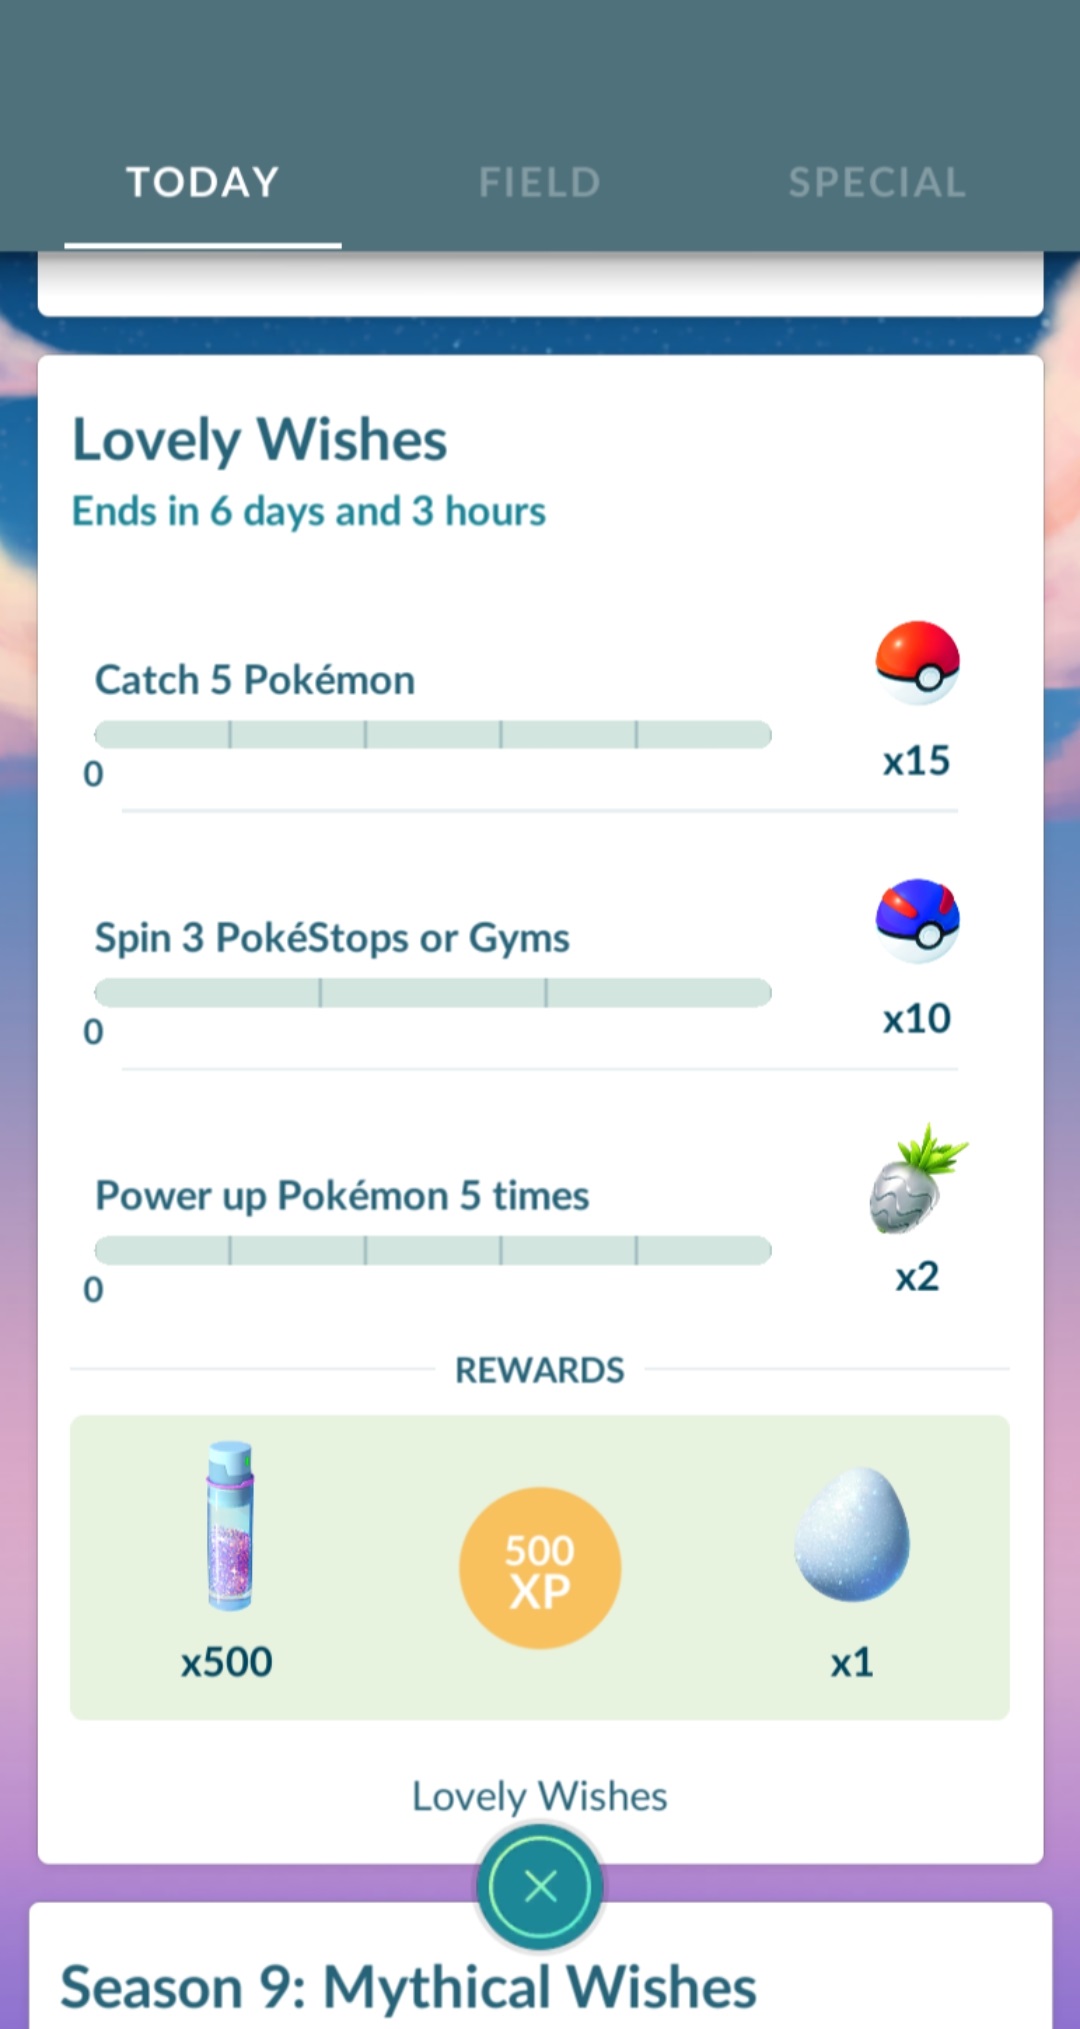 TODAY
FIELD
SPECIAL
Lovely Wishes
Ends in 6 days and 3 hours
Catch 5 Pokémon
0
x15
Spin 3 PokéStops or Gyms
0
x10
Power up Pokémon 5 times
0
x2
REWARDS
500
XP
x500
x1
Lovely Wishes
Season 9: Mythical Wishes